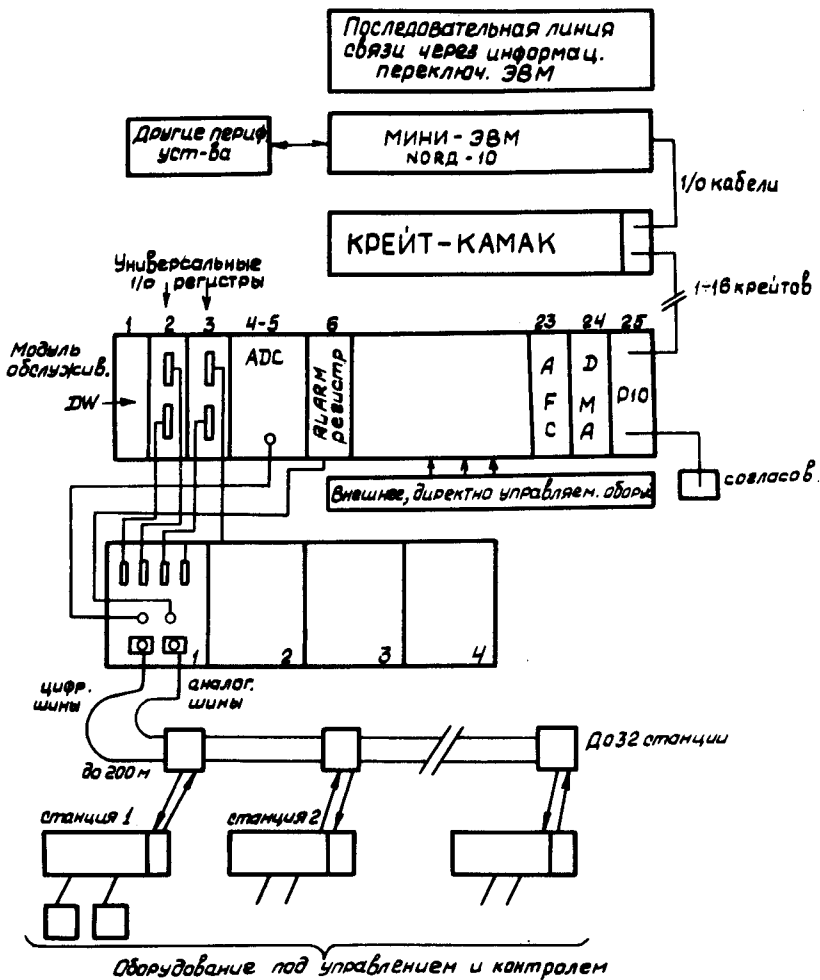 Последовательная линия
связи через информац.
переключ. ЭВМ
Другие периф.
уст-ва
МИНИ-ЭВМ
NORД-10
I/O кабели
КРЕЙТ-КАМАК
Универсальные
I/O регистры
1-16 крейтов
1 2 3 4-5 6 23 24 25
Модуль
обслужив.
DW
ADC
ALARM
регистр
A
F
C
D
M
A
P10
Внешнее, директно управляем. оборуд
согласов.
1 2 3 4
цифр.
шины
аналог.
шины
До 32 станции
до 200 м
станция 1
станция 2
Оборудование под управлением и контролем